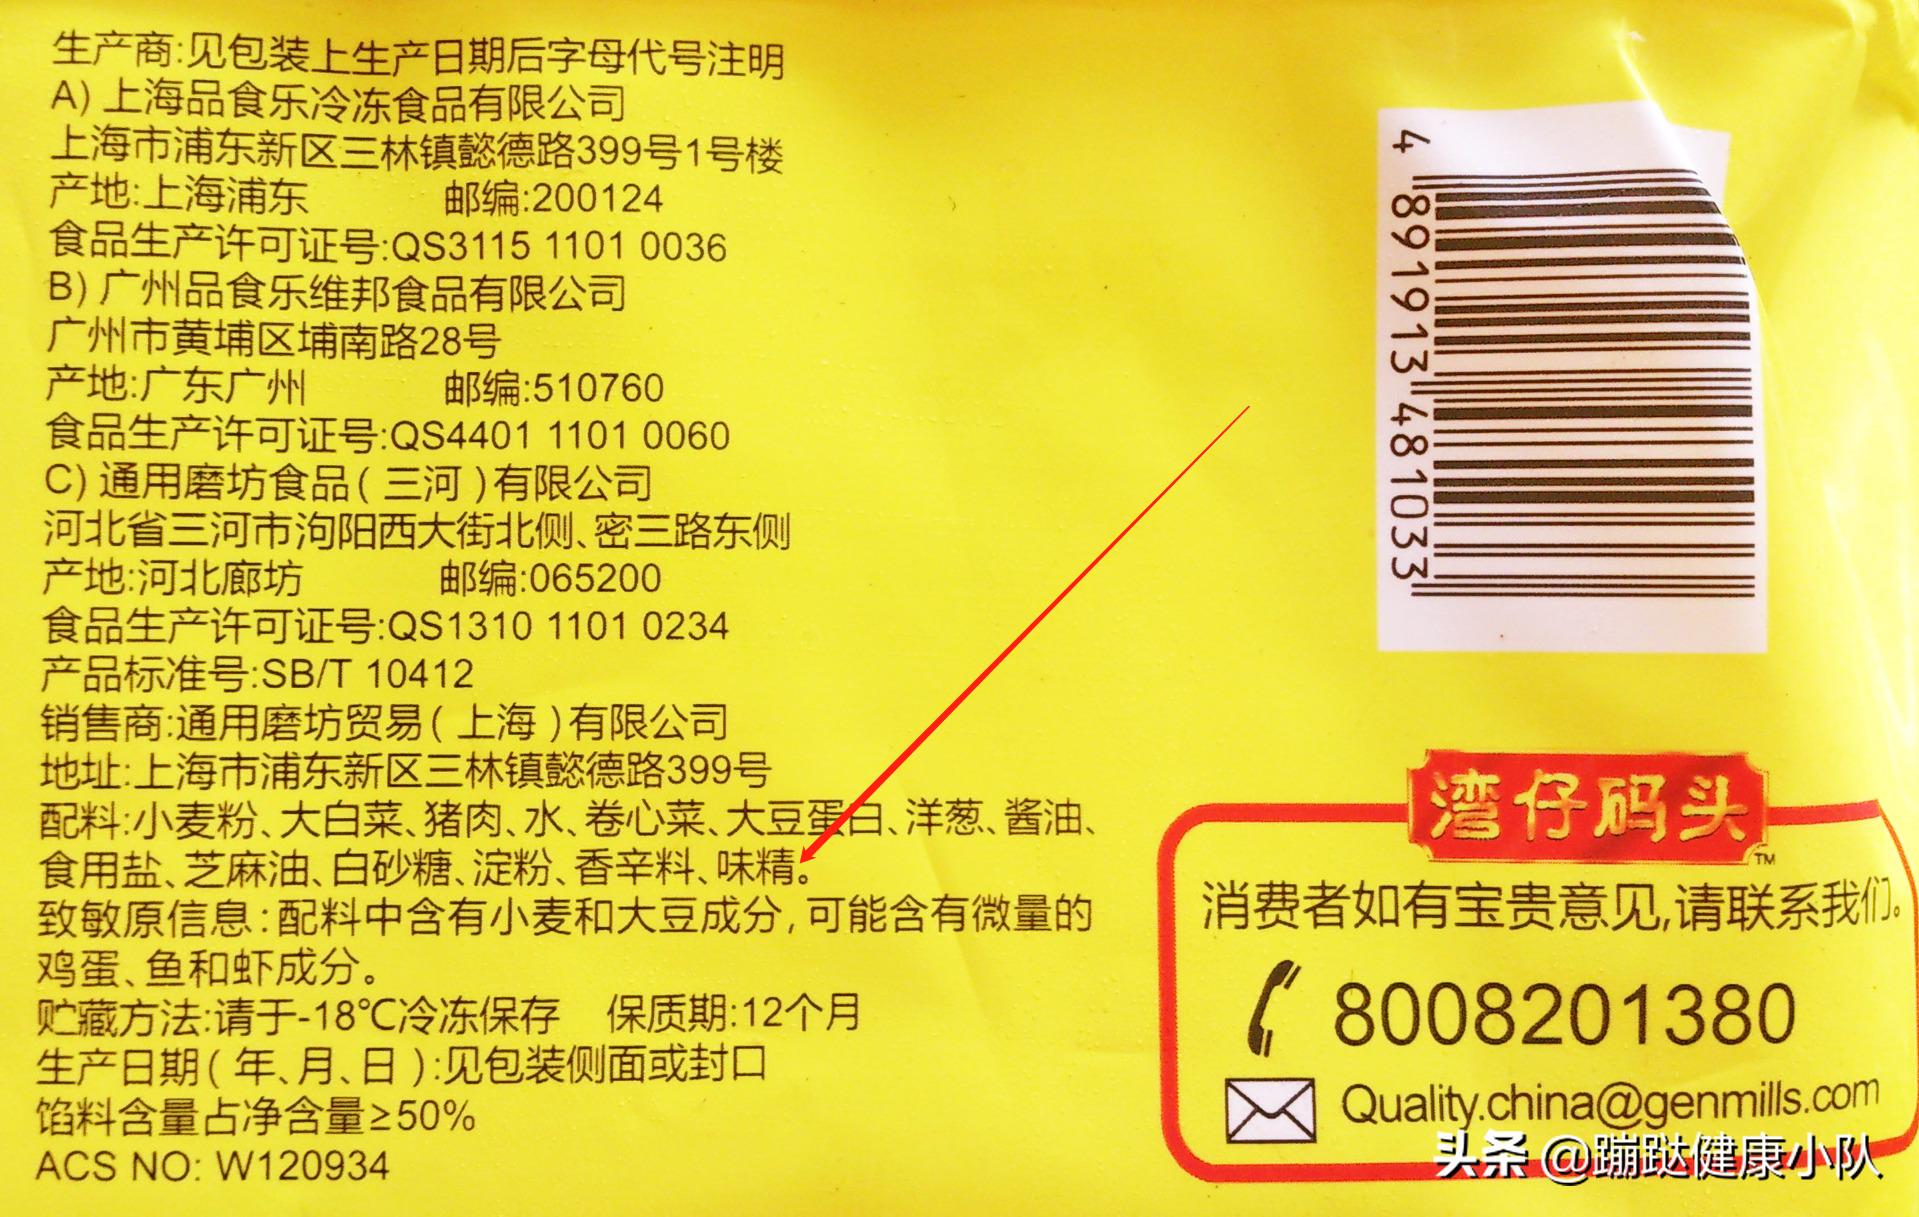 生产商:见包装上生产日期后字母代号注明
A) 上海品食乐冷冻食品有限公司
上海市浦东新区三林镇懿德路399号1号楼
产地:上海浦东 邮编:200124
食品生产许可证号:QS3115 1101 0036
B) 广州品食乐维邦食品有限公司
广州市黄埔区埔南路28号
产地:广东广州 邮编:510760
食品生产许可证号:QS4401 1101 0060
C) 通用磨坊食品( 三河 )有限公司
河北省三河市泃阳西大街北侧、密三路东侧
产地:河北廊坊 邮编:065200
食品生产许可证号:QS1310 1101 0234
产品标准号:SB/T 10412
销售商:通用磨坊贸易( 上海 )有限公司
地址:上海市浦东新区三林镇懿德路399号
配料:小麦粉、大白菜、猪肉、水、卷心菜、大豆蛋白、洋葱、酱油、
食用盐、芝麻油、白砂糖、淀粉、香辛料、味精。
致敏原信息:配料中含有小麦和大豆成分,可能含有微量的
鸡蛋、鱼和虾成分。
贮藏方法:请于-18℃冷冻保存 保质期:12个月
生产日期( 年、月、日 ):见包装侧面或封口
馅料含量占净含量≥50%
ACS NO: W120934
4 891913 481033
湾仔码头™
消费者如有宝贵意见,请联系我们。
8008201380
Quality.china@genmills.com
头条 @蹦跶健康小队